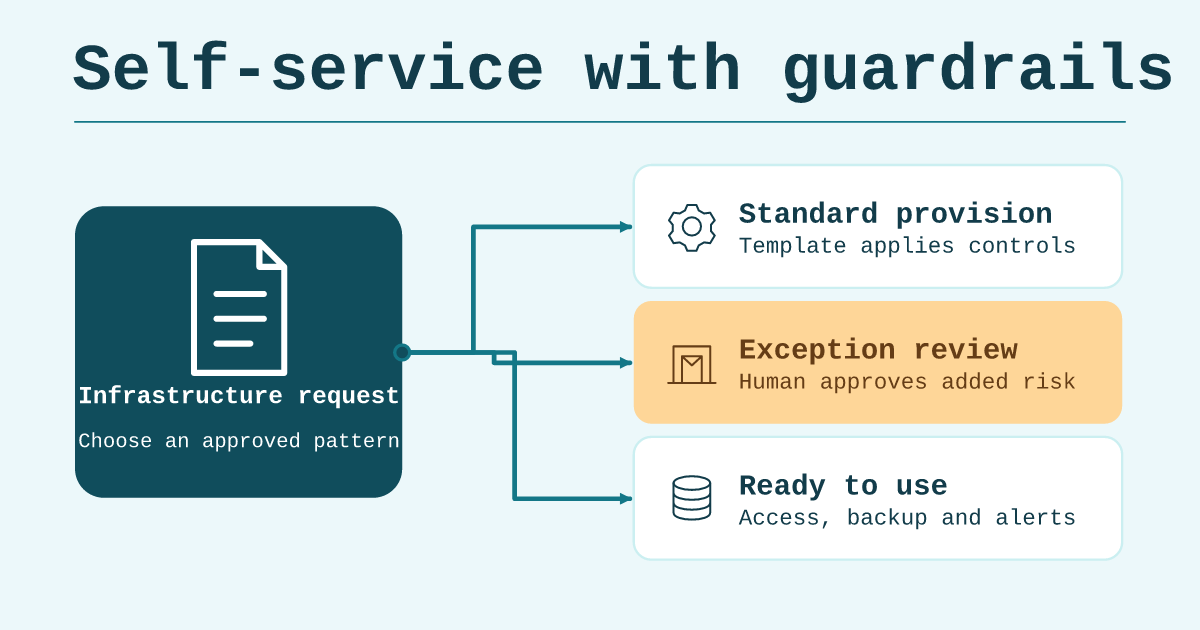 Self-service with guardrails
Infrastructure request
Choose an approved pattern
Standard provision
Template applies controls
Exception review
Human approves added risk
Ready to use
Access, backup and alerts